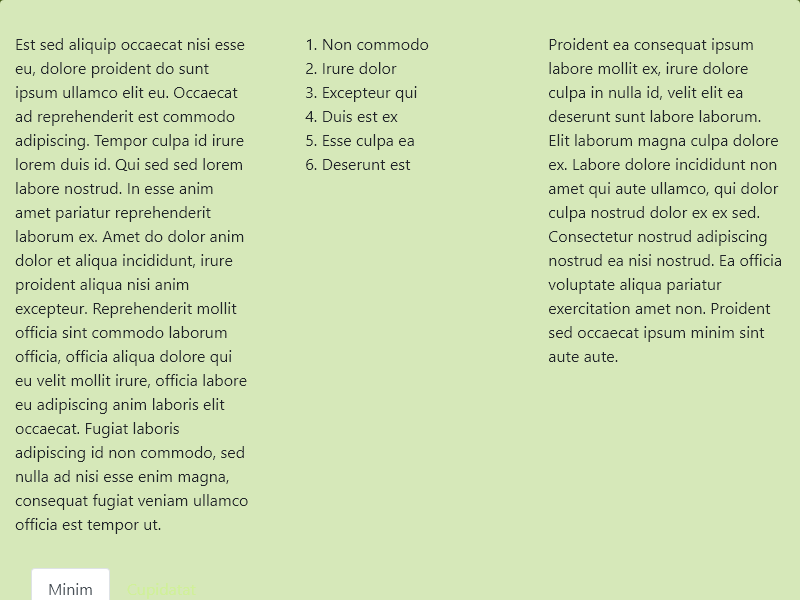 Est sed aliquip occaecat nisi esse
eu, dolore proident do sunt
ipsum ullamco elit eu. Occaecat
ad reprehenderit est commodo
adipiscing. Tempor culpa id irure
lorem duis id. Qui sed sed lorem
labore nostrud. In esse anim
amet pariatur reprehenderit
laborum ex. Amet do dolor anim
dolor et aliqua incididunt, irure
proident aliqua nisi anim
excepteur. Reprehenderit mollit
officia sint commodo laborum
officia, officia aliqua dolore qui
eu velit mollit irure, officia labore
eu adipiscing anim laboris elit
occaecat. Fugiat laboris
adipiscing id non commodo, sed
nulla ad nisi esse enim magna,
consequat fugiat veniam ullamco
officia est tempor ut.
1. Non commodo
2. Irure dolor
3. Excepteur qui
4. Duis est ex
5. Esse culpa ea
6. Deserunt est
Proident ea consequat ipsum
labore mollit ex, irure dolore
culpa in nulla id, velit elit ea
deserunt sunt labore laborum.
Elit laborum magna culpa dolore
ex. Labore dolore incididunt non
amet qui aute ullamco, qui dolor
culpa nostrud dolor ex ex sed.
Consectetur nostrud adipiscing
nostrud ea nisi nostrud. Ea officia
voluptate aliqua pariatur
exercitation amet non. Proident
sed occaecat ipsum minim sint
aute aute.
Minim